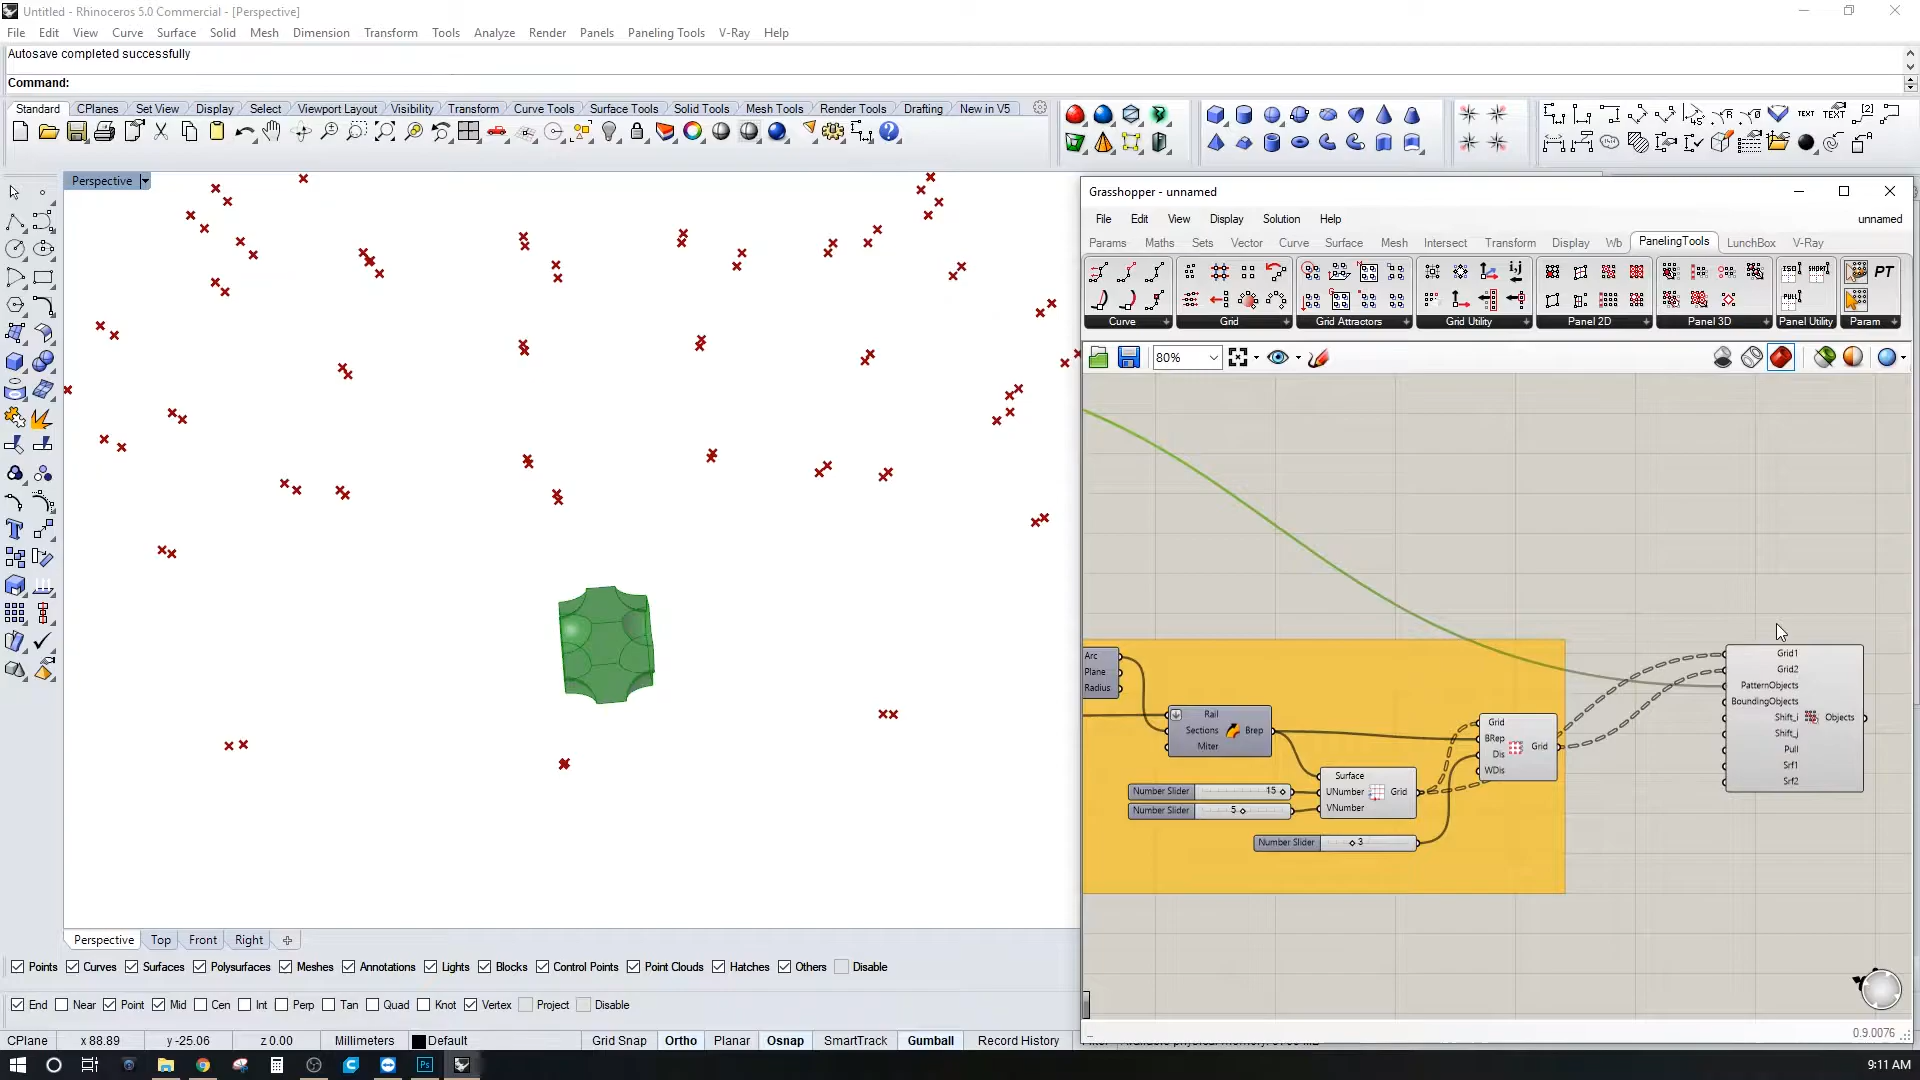 Untitled - Rhinoceros 5.0 Commercial - [Perspective]
File Edit View Curve Surface Solid Mesh Dimension Transform Tools Analyze Render Panels Paneling Tools V-Ray Help
Autosave completed successfully
Command:
Standard CPlanes Set View Display Select Viewport Layout Visibility Transform Curve Tools Surface Tools Solid Tools Mesh Tools Render Tools Drafting New in V5
TEXT TEXT
Perspective
Grasshopper - unnamed
File Edit View Display Solution Help unnamed
Params Maths Sets Vector Curve Surface Mesh Intersect Transform Display Wb PanelingTools LunchBox V-Ray
i,j ISO SHORT PT
PULL
Curve Grid Grid Attractors Grid Utility Panel 2D Panel 3D Panel Utility Param
80%
Arc
Plane
Radius
Rail
Sections Brep
Miter
Grid
BRep
Dis Grid
WDis
Surface
UNumber Grid
VNumber
Number Slider 15
Number Slider 5
Number Slider 3
Grid1
Grid2
PatternObjects
BoundingObjects
Shift_i Objects
Shift_j
Pull
Srf1
Srf2
Perspective Top Front Right
Points Curves Surfaces Polysurfaces Meshes Annotations Lights Blocks Control Points Point Clouds Hatches Others Disable
End Near Point Mid Cen Int Perp Tan Quad Knot Vertex Project Disable
0.9.0076
CPlane x 88.89 y -25.06 z 0.00 Millimeters Default Grid Snap Ortho Planar Osnap SmartTrack Gumball Record History
Ps
9:11 AM